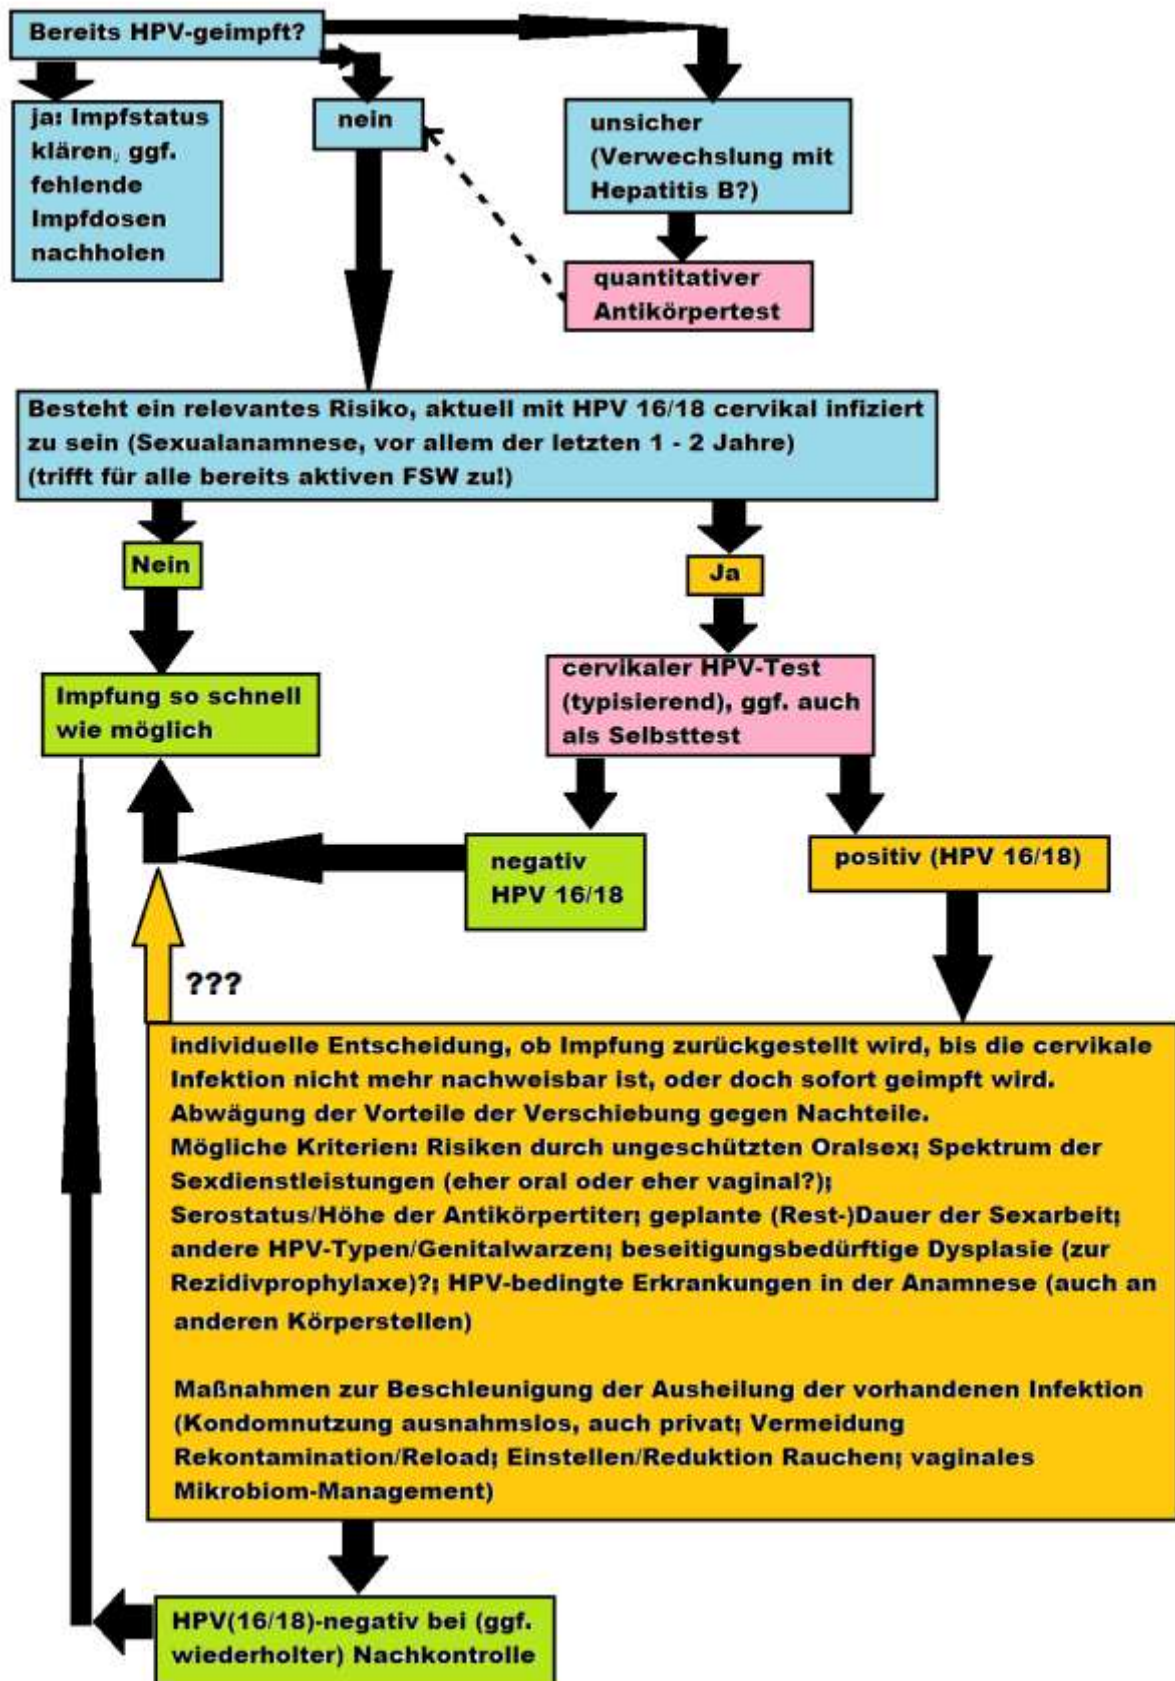 Bereits HPV-geimpft?
ja: Impfstatus
klären, ggf.
fehlende
Impfdosen
nachholen
nein
unsicher
(Verwechslung mit
Hepatitis B?)
quantitativer
Antikörpertest
Besteht ein relevantes Risiko, aktuell mit HPV 16/18 cervikal infiziert
zu sein (Sexualanamnese, vor allem der letzten 1 - 2 Jahre)
(trifft für alle bereits aktiven FSW zu!)
Nein
Ja
Impfung so schnell
wie möglich
cervikaler HPV-Test
(typisierend), ggf. auch
als Selbsttest
negativ
HPV 16/18
positiv (HPV 16/18)
???
individuelle Entscheidung, ob Impfung zurückgestellt wird, bis die cervikale
Infektion nicht mehr nachweisbar ist, oder doch sofort geimpft wird.
Abwägung der Vorteile der Verschiebung gegen Nachteile.
Mögliche Kriterien: Risiken durch ungeschützten Oralsex; Spektrum der
Sexdienstleistungen (eher oral oder eher vaginal?);
Serostatus/Höhe der Antikörpertiter; geplante (Rest-)Dauer der Sexarbeit;
andere HPV-Typen/Genitalwarzen; beseitigungsbedürftige Dysplasie (zur
Rezidivprophylaxe)?; HPV-bedingte Erkrankungen in der Anamnese (auch an
anderen Körperstellen)
Maßnahmen zur Beschleunigung der Ausheilung der vorhandenen Infektion
(Kondomnutzung ausnahmslos, auch privat; Vermeidung
Rekontamination/Reload; Einstellen/Reduktion Rauchen; vaginales
Mikrobiom-Management)
HPV(16/18)-negativ bei (ggf.
wiederholter) Nachkontrolle